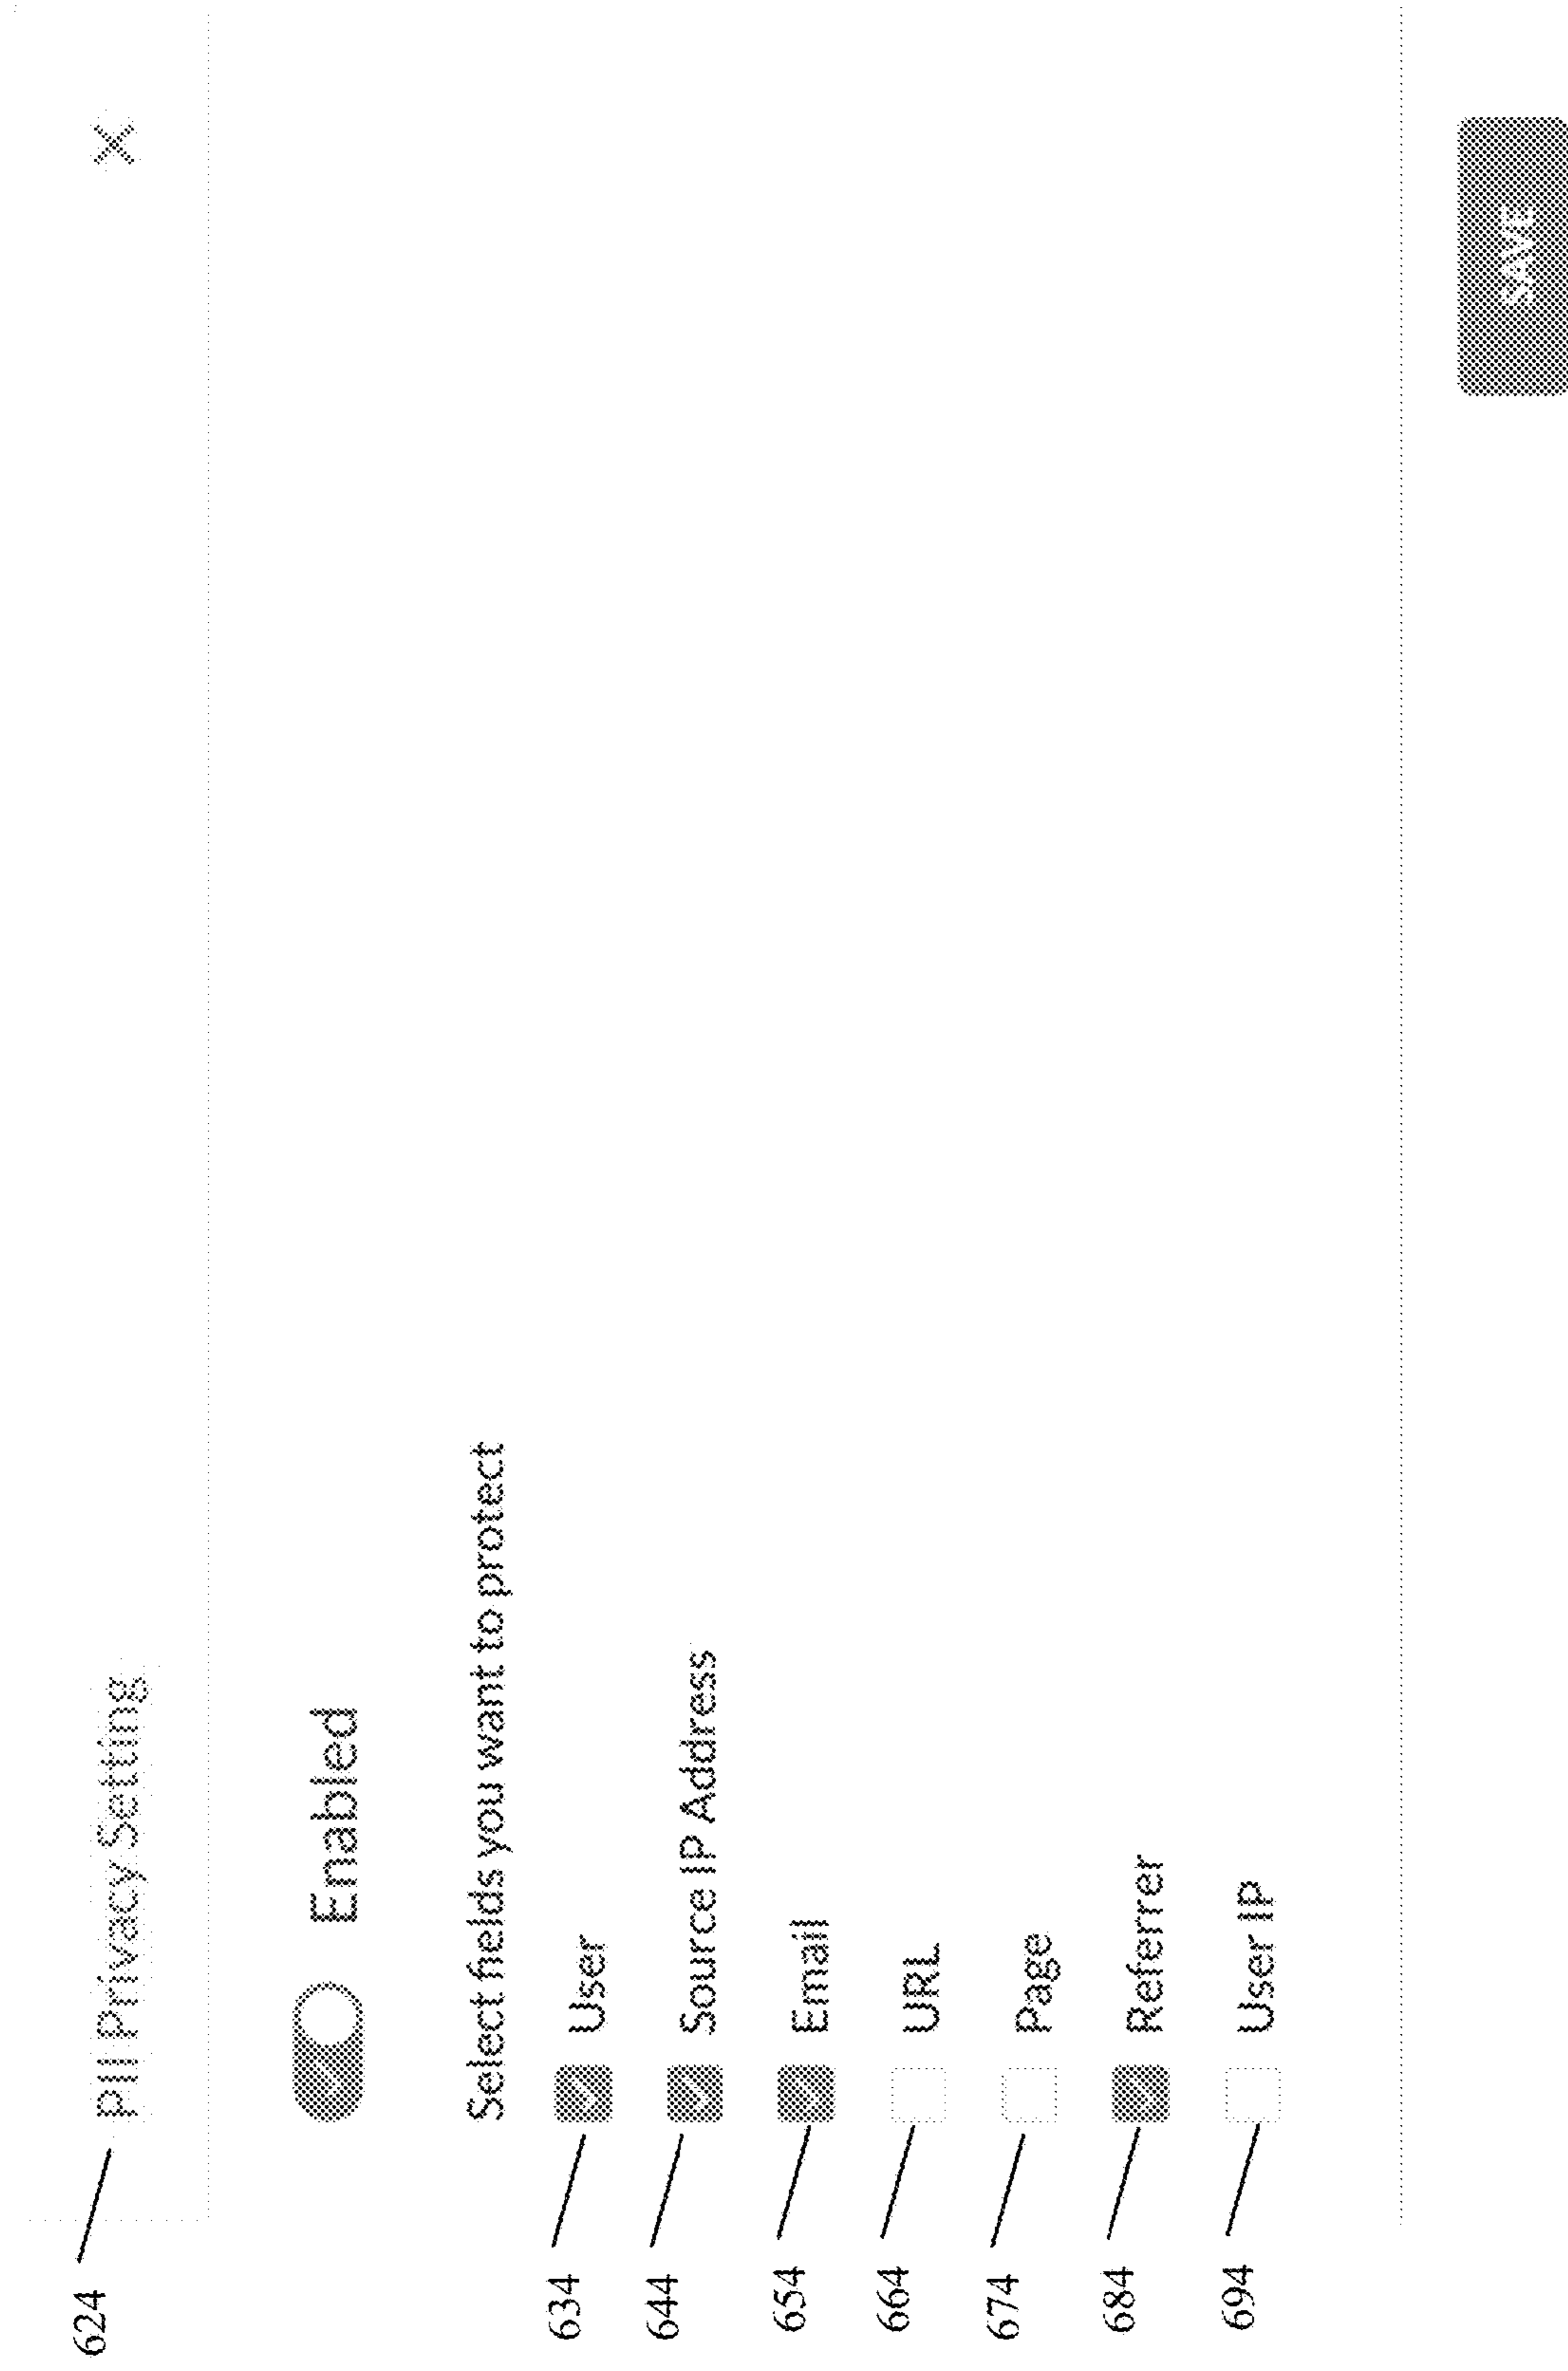 624 PII Privacy Setting ×
Enabled
Select fields you want to protect
634 User
644 Source IP Address
654 Email
664 URL
674 Page
684 Referrer
694 User IP
SAVE